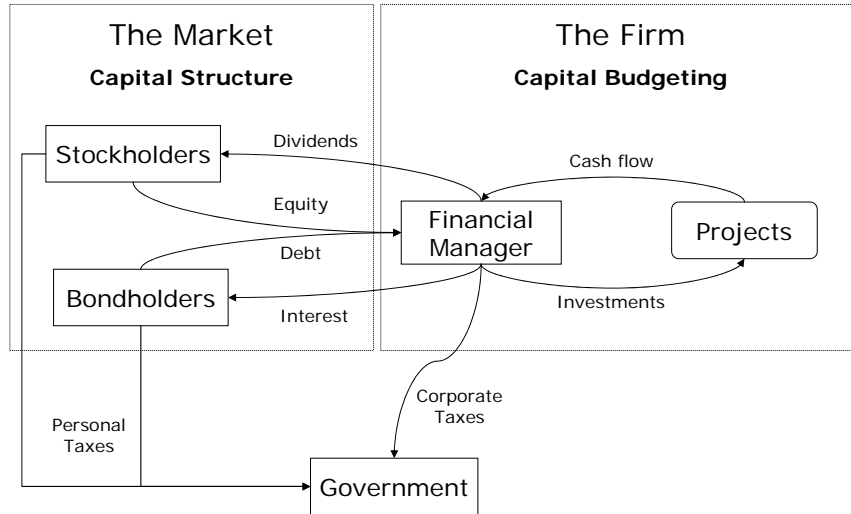 The Market
Capital Structure
The Firm
Capital Budgeting
Stockholders
Dividends
Equity
Debt
Bondholders
Interest
Financial
Manager
Cash flow
Projects
Investments
Personal
Taxes
Corporate
Taxes
Government